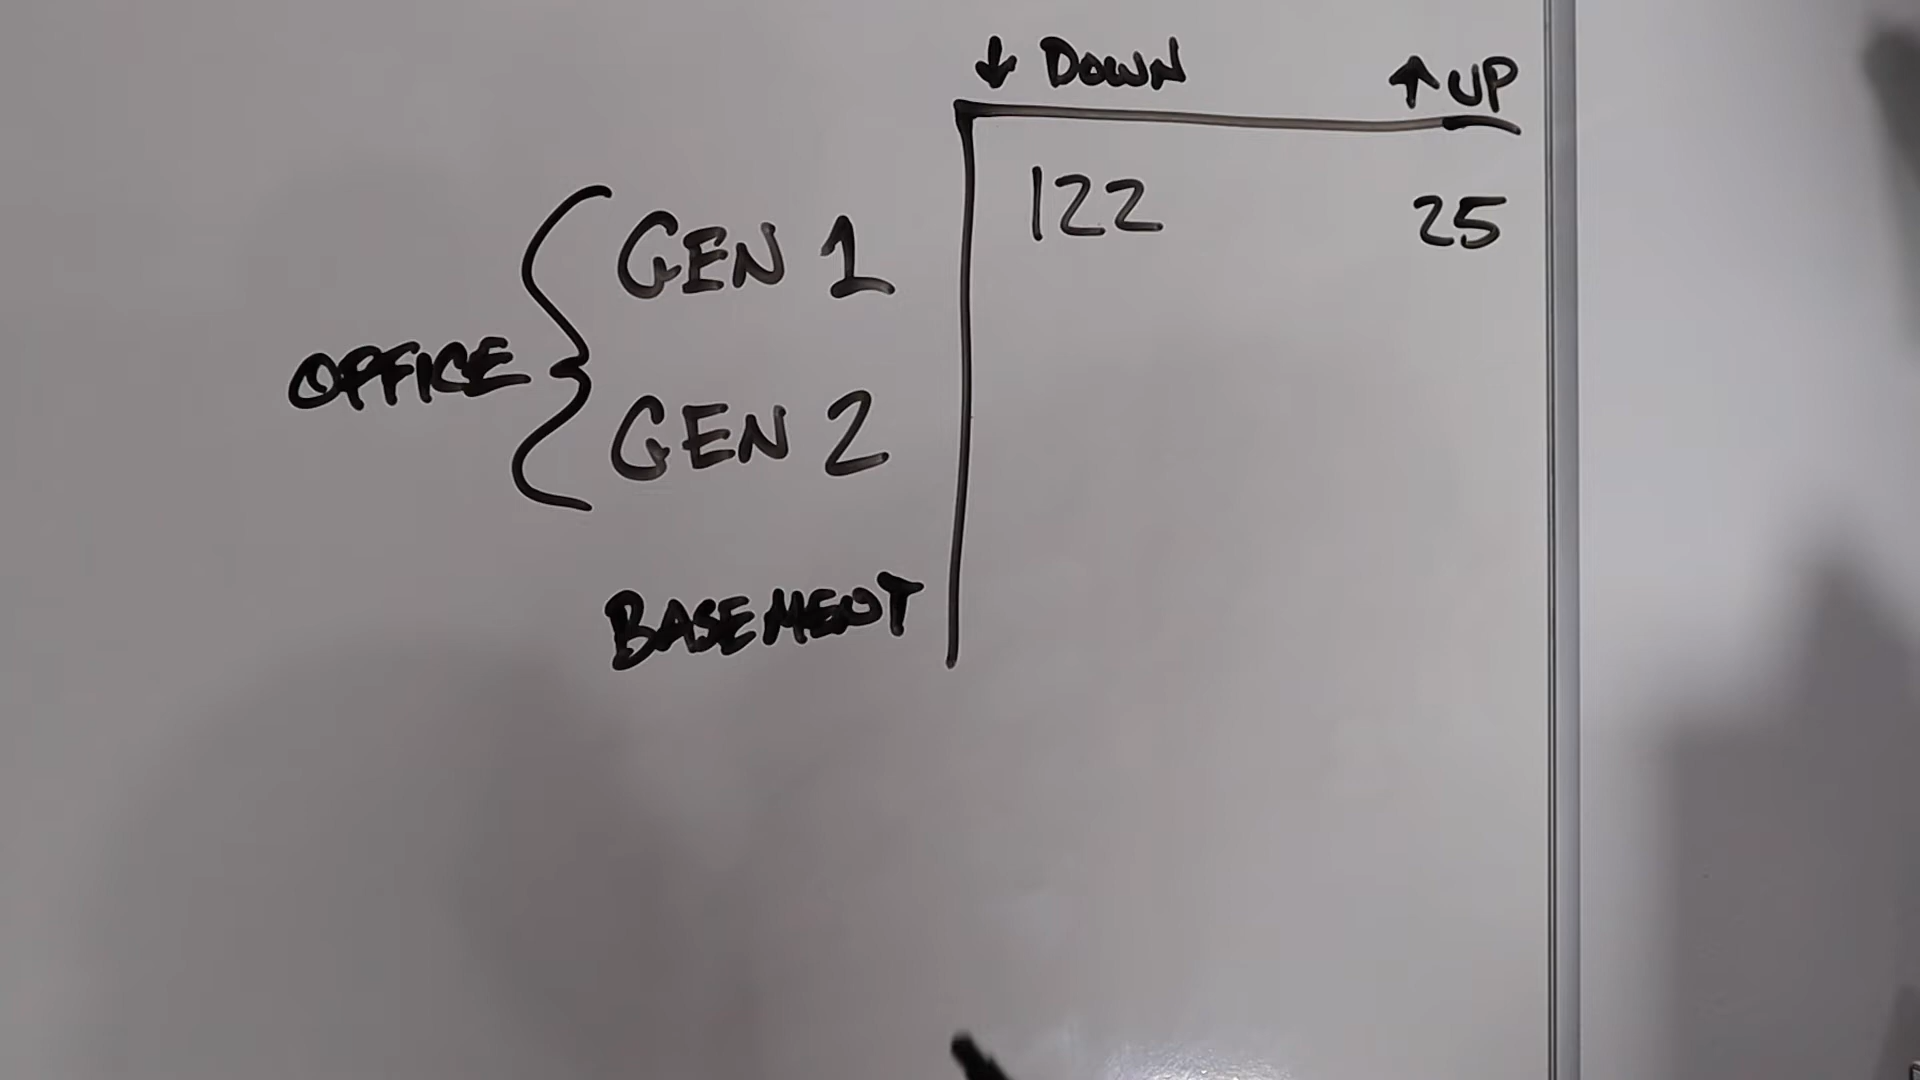 ↓ DOWN ↑ UP
GEN 1 122 25
OFFICE
GEN 2
BASEMENT